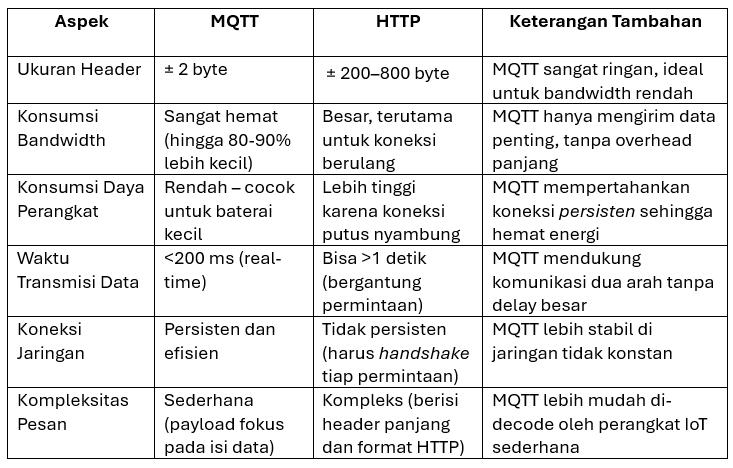 Aspek
MQTT
HTTP
Keterangan Tambahan
Ukuran Header
± 2 byte
± 200–800 byte
MQTT sangat ringan, ideal
untuk bandwidth rendah
Konsumsi
Bandwidth
Sangat hemat
(hingga 80-90%
lebih kecil)
Besar, terutama
untuk koneksi
berulang
MQTT hanya mengirim data
penting, tanpa overhead
panjang
Konsumsi Daya
Perangkat
Rendah – cocok
untuk baterai
kecil
Lebih tinggi
karena koneksi
putus nyambung
MQTT mempertahankan
koneksi persisten sehingga
hemat energi
Waktu
Transmisi Data
<200 ms (real-
time)
Bisa >1 detik
(bergantung
permintaan)
MQTT mendukung
komunikasi dua arah tanpa
delay besar
Koneksi
Jaringan
Persisten dan
efisien
Tidak persisten
(harus handshake
tiap permintaan)
MQTT lebih stabil di
jaringan tidak konstan
Kompleksitas
Pesan
Sederhana
(payload fokus
pada isi data)
Kompleks (berisi
header panjang
dan format HTTP)
MQTT lebih mudah di-
decode oleh perangkat IoT
sederhana